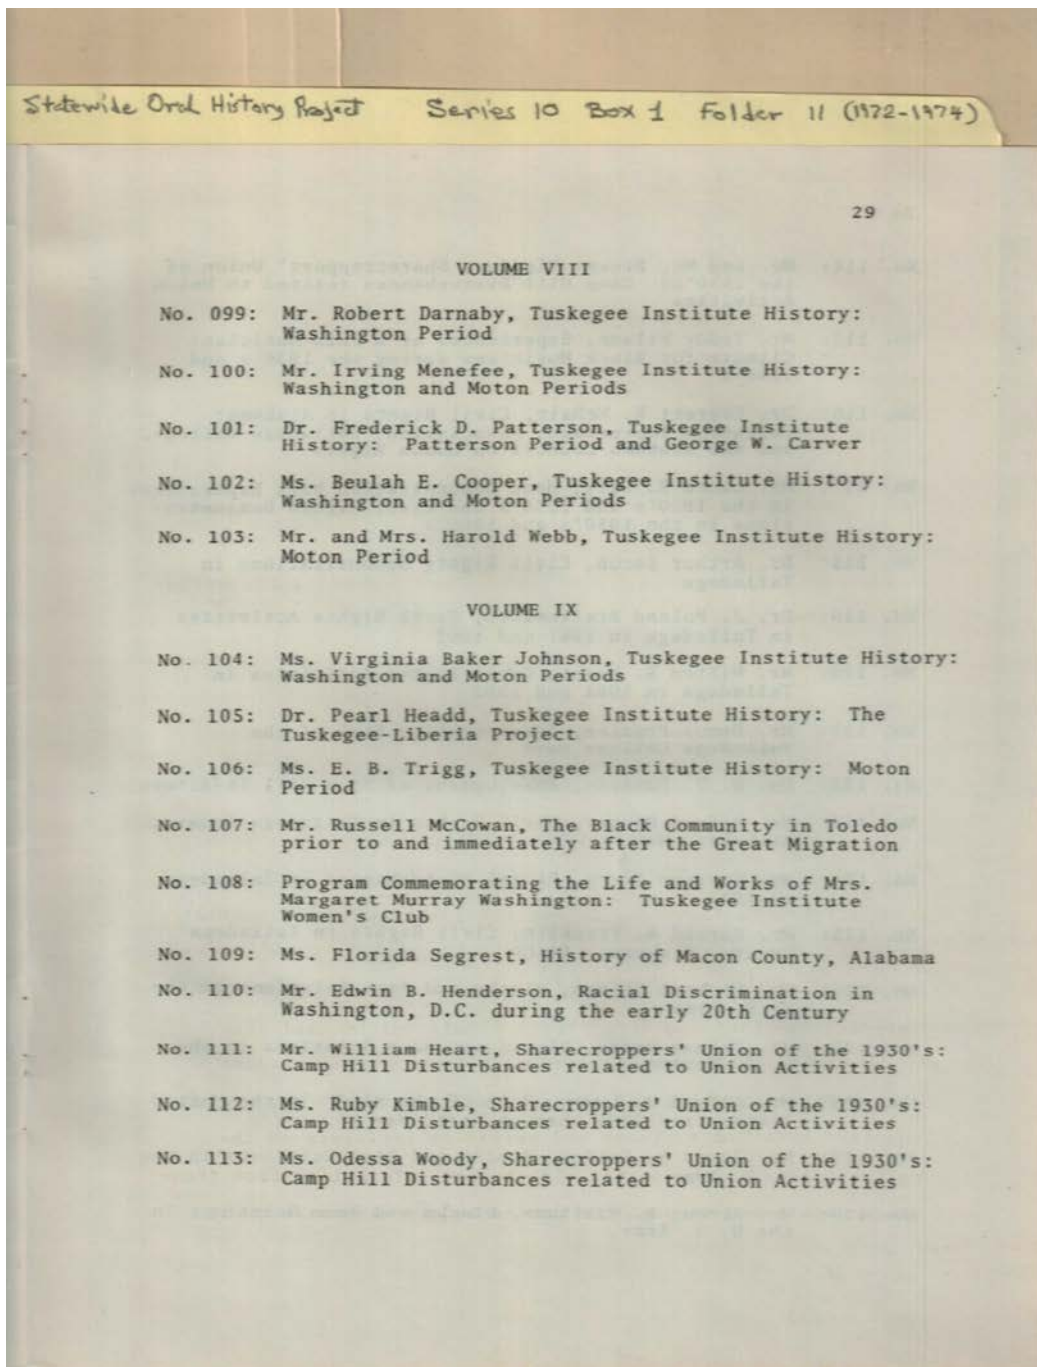 Statewide Oral History Project Series 10 Box 1 Folder 11 (1972-1974)
29
VOLUME VIII
No. 099: Mr. Robert Darnaby, Tuskegee Institute History:
Washington Period
No. 100: Mr. Irving Menefee, Tuskegee Institute History:
Washington and Moton Periods
No. 101: Dr. Frederick D. Patterson, Tuskegee Institute
History: Patterson Period and George W. Carver
No. 102: Ms. Beulah E. Cooper, Tuskegee Institute History:
Washington and Moton Periods
No. 103: Mr. and Mrs. Harold Webb, Tuskegee Institute History:
Moton Period
VOLUME IX
No. 104: Ms. Virginia Baker Johnson, Tuskegee Institute History:
Washington and Moton Periods
No. 105: Dr. Pearl Headd, Tuskegee Institute History: The
Tuskegee-Liberia Project
No. 106: Ms. E. B. Trigg, Tuskegee Institute History: Moton
Period
No. 107: Mr. Russell McCowan, The Black Community in Toledo
prior to and immediately after the Great Migration
No. 108: Program Commemorating the Life and Works of Mrs.
Margaret Murray Washington: Tuskegee Institute
Women's Club
No. 109: Ms. Florida Segrest, History of Macon County, Alabama
No. 110: Mr. Edwin B. Henderson, Racial Discrimination in
Washington, D.C. during the early 20th Century
No. 111: Mr. William Heart, Sharecroppers' Union of the 1930's:
Camp Hill Disturbances related to Union Activities
No. 112: Ms. Ruby Kimble, Sharecroppers' Union of the 1930's:
Camp Hill Disturbances related to Union Activities
No. 113: Ms. Odessa Woody, Sharecroppers' Union of the 1930's:
Camp Hill Disturbances related to Union Activities